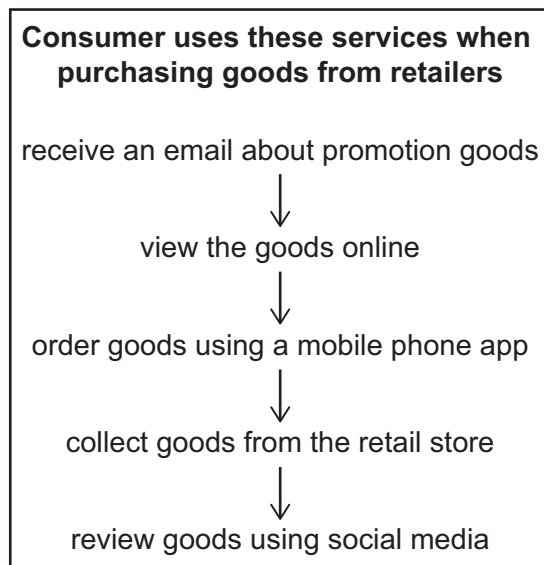 Consumer uses these services when
purchasing goods from retailers
receive an email about promotion goods
view the goods online
order goods using a mobile phone app
collect goods from the retail store
review goods using social media